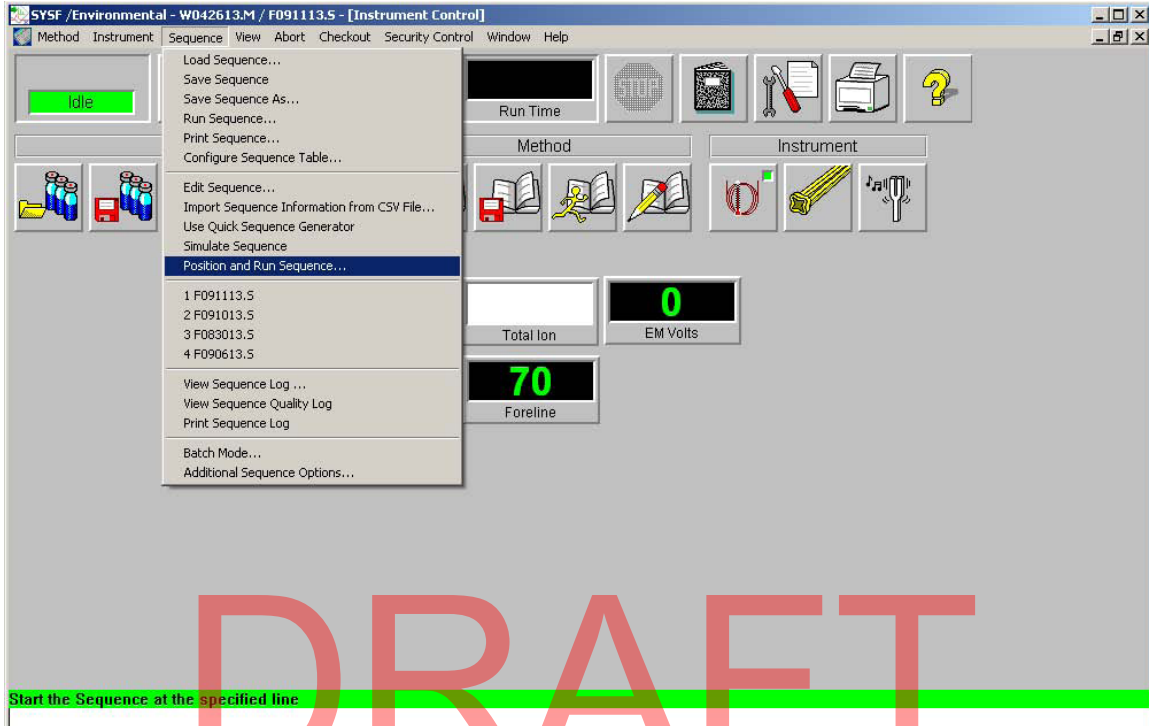 SYSF /Environmental - W042613.M / F091113.S - [Instrument Control]
Method Instrument Sequence View Abort Checkout Security Control Window Help
Load Sequence...
Save Sequence
Save Sequence As...
Run Sequence...
Print Sequence...
Configure Sequence Table...
Edit Sequence...
Import Sequence Information from CSV File...
Use Quick Sequence Generator
Simulate Sequence
Position and Run Sequence...
1 F091113.S
2 F091013.S
3 F083013.S
4 F090613.S
View Sequence Log ...
View Sequence Quality Log
Print Sequence Log
Batch Mode...
Additional Sequence Options...
Idle
Run Time
STOP
Method
Instrument
Total Ion
0
EM Volts
70
Foreline
DRAFT
Start the Sequence at the specified line